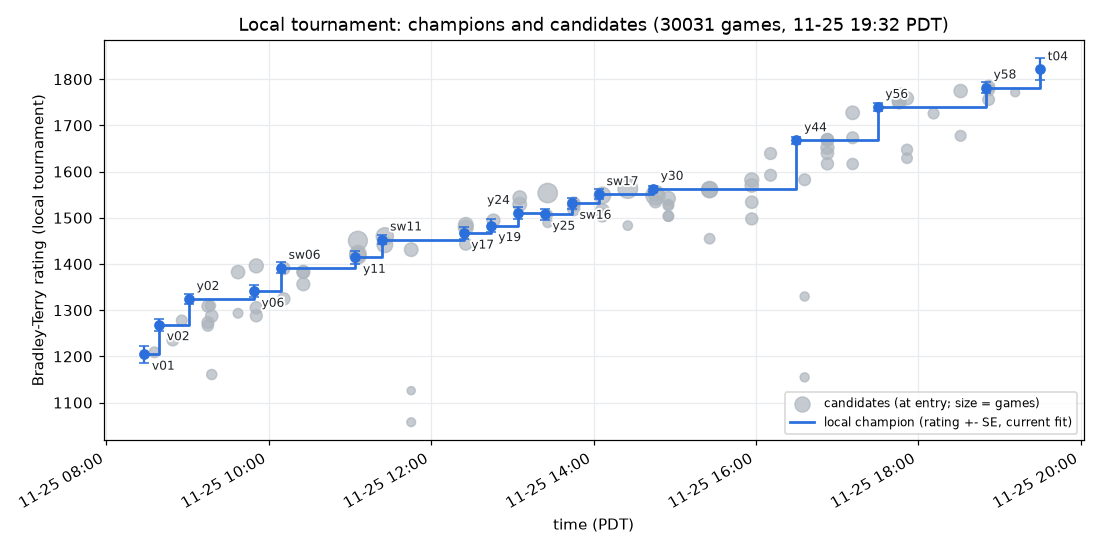 Local tournament: champions and candidates (30031 games, 11-25 19:32 PDT)
Bradley-Terry rating (local tournament)
1800
1700
1600
1500
1400
1300
1200
1100
v01
v02
y02
y06
sw06
y11
sw11
y17
y19
y24
y25
sw16
sw17
y30
y44
y56
y58
t04
candidates (at entry; size = games)
local champion (rating +- SE, current fit)
11-25 08:00
11-25 10:00
11-25 12:00
11-25 14:00
11-25 16:00
11-25 18:00
11-25 20:00
time (PDT)